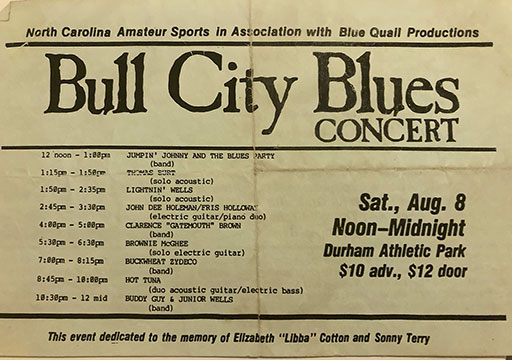 North Carolina Amateur Sports in Association with Blue Quail Productions
Bull City Blues
CONCERT
12 noon - 1:00pm JUMPIN' JOHNNY AND THE BLUES PARTY
(band)
1:15pm - 1:50pm THOMAS BURT
(solo acoustic)
1:50pm - 2:35pm LIGHTNIN' WELLS
(solo acoustic)
2:45pm - 3:30pm JOHN DEE HOLEMAN/FRIS HOLLOWAY
(electric guitar/piano duo)
4:00pm - 5:00pm CLARENCE "GATEMOUTH" BROWN
(band)
5:30pm - 6:30pm BROWNIE McGHEE
(solo electric guitar)
7:00pm - 8:15pm BUCKWHEAT ZYDECO
(band)
8:45pm - 10:00pm HOT TUNA
(duo acoustic guitar/electric bass)
10:30pm - 12 mid BUDDY GUY & JUNIOR WELLS
(band)
Sat., Aug. 8
Noon–Midnight
Durham Athletic Park
$10 adv., $12 door
This event dedicated to the memory of Elizabeth "Libba" Cotton and Sonny Terry